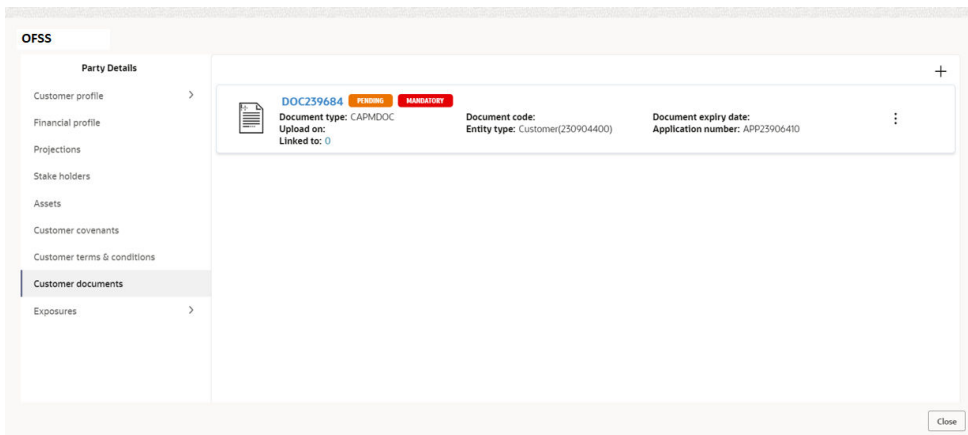 OFSS
Party Details
Customer profile
Financial profile
Projections
Stake holders
Assets
Customer covenants
Customer terms & conditions
Customer documents
Exposures
DOC239684 PENDING MANDATORY
Document type: CAPMDOC Document code: Document expiry date:
Upload on: Entity type: Customer(230904400) Application number: APP23906410
Linked to: 0
Close